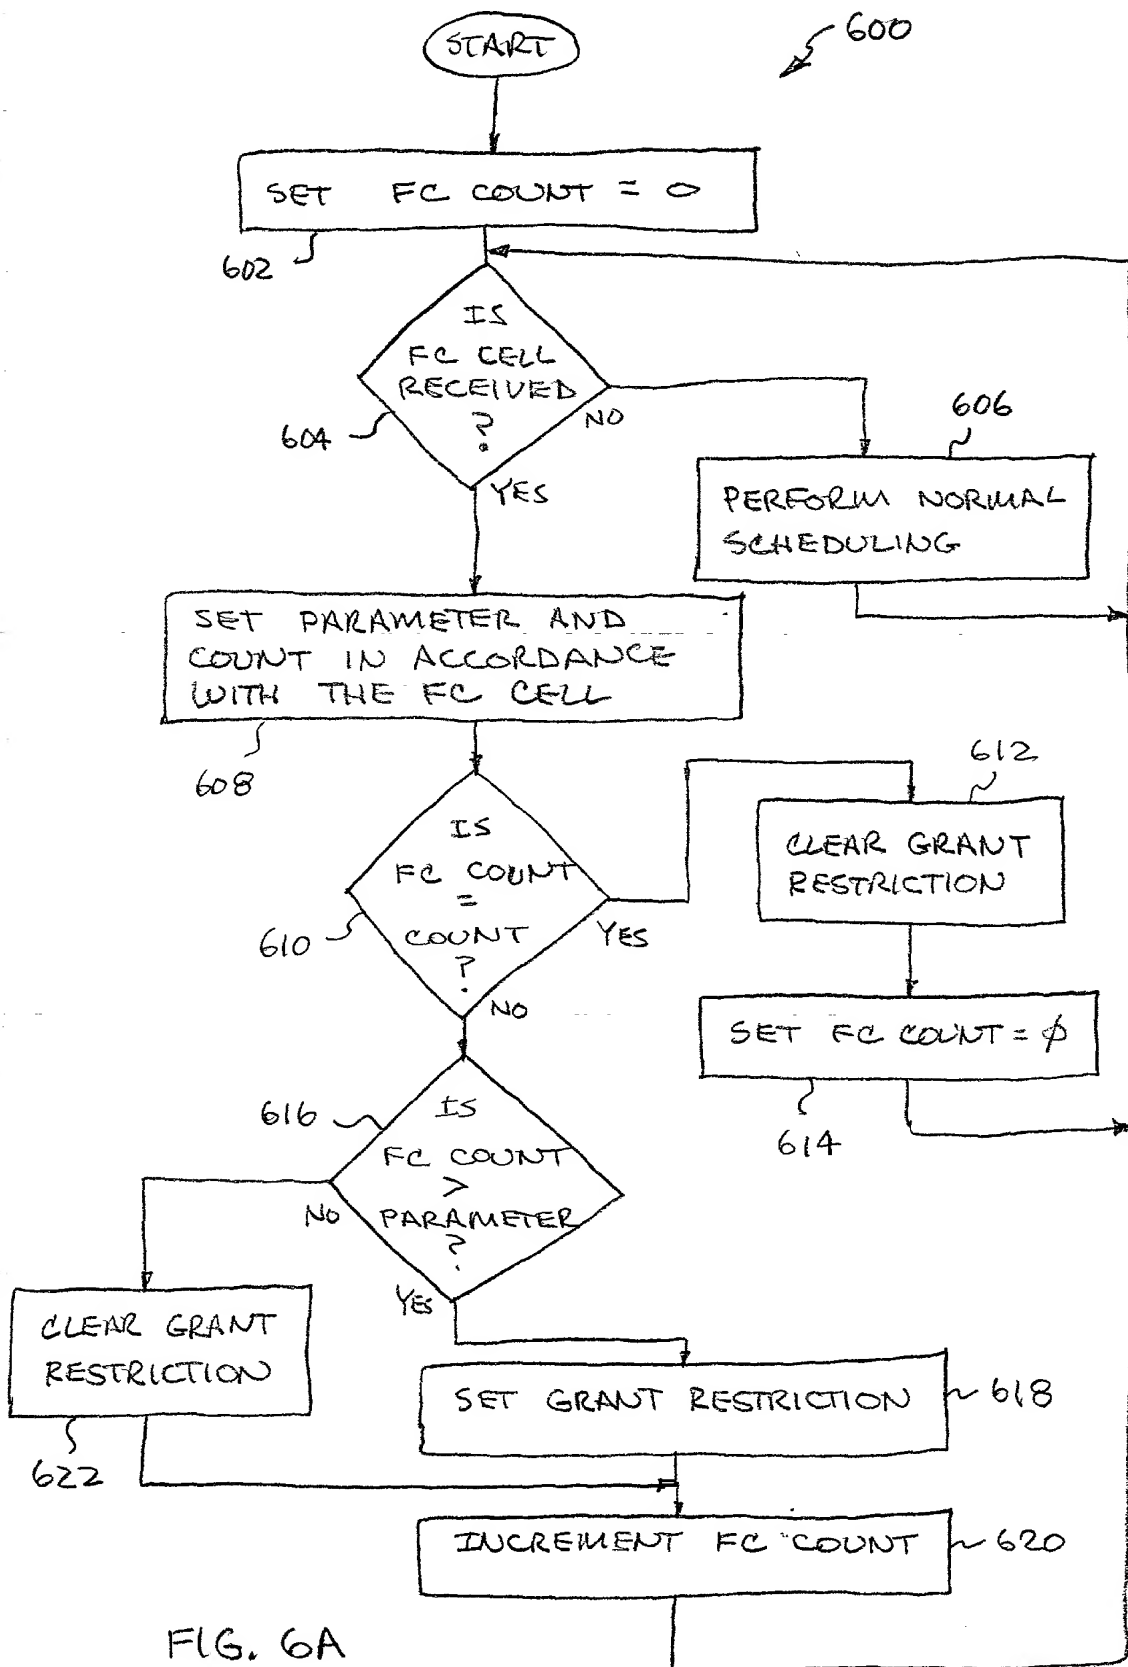 START
600
SET FC COUNT = 0
602
IS
FC CELL
RECEIVED
?
604
NO
YES
606
PERFORM NORMAL
SCHEDULING
SET PARAMETER AND
COUNT IN ACCORDANCE
WITH THE FC CELL
608
IS
FC COUNT
=
COUNT
?
610
YES
NO
612
CLEAR GRANT
RESTRICTION
SET FC COUNT = ϕ
614
616
IS
FC COUNT
>
PARAMETER
?
NO
YES
CLEAR GRANT
RESTRICTION
622
SET GRANT RESTRICTION
618
INCREMENT FC COUNT
620
FIG. 6A